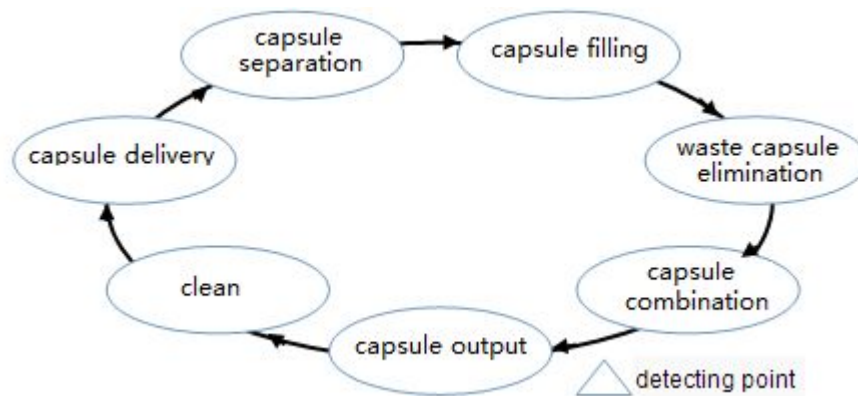 capsule
separation
capsule filling
capsule delivery
waste capsule
elimination
clean
capsule
combination
capsule output
detecting point